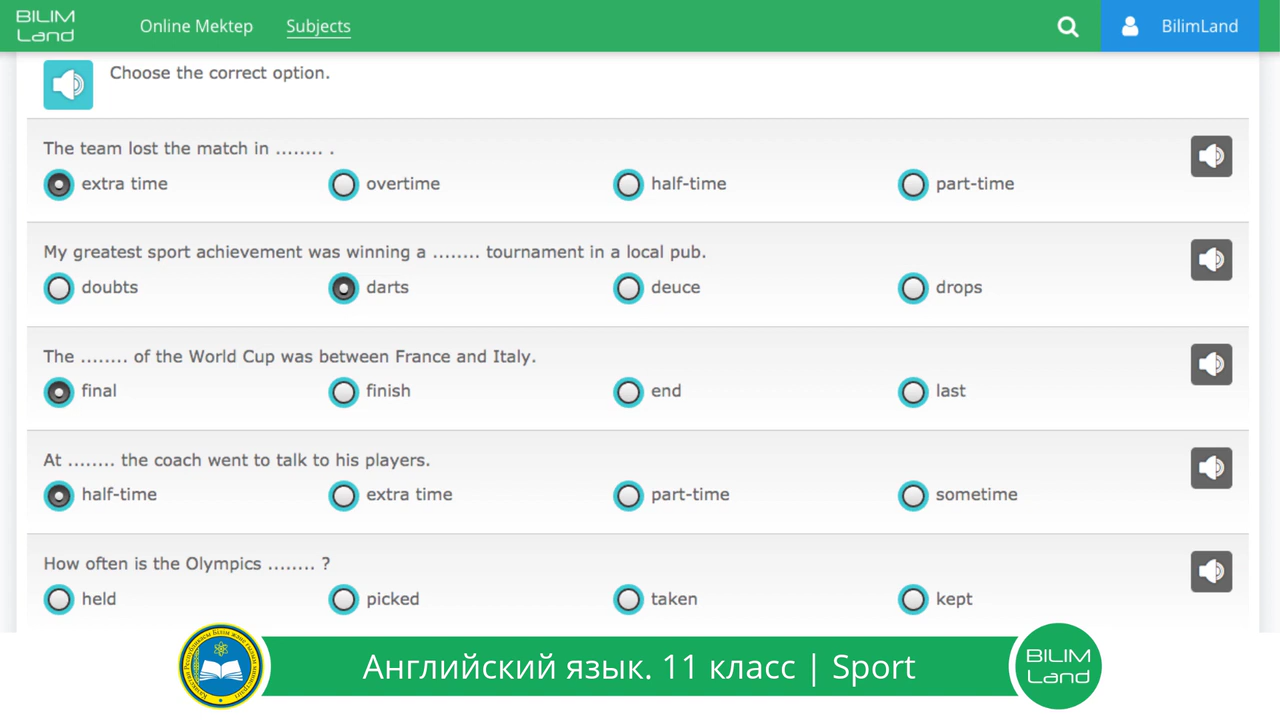 BILIM
Land
Online Mektep
Subjects
BilimLand
Choose the correct option.
The team lost the match in ........ .
extra time
overtime
half-time
part-time
My greatest sport achievement was winning a ........ tournament in a local pub.
doubts
darts
deuce
drops
The ........ of the World Cup was between France and Italy.
final
finish
end
last
At ........ the coach went to talk to his players.
half-time
extra time
part-time
sometime
How often is the Olympics ........ ?
held
picked
taken
kept
Английский язык. 11 класс | Sport
BILIM
Land